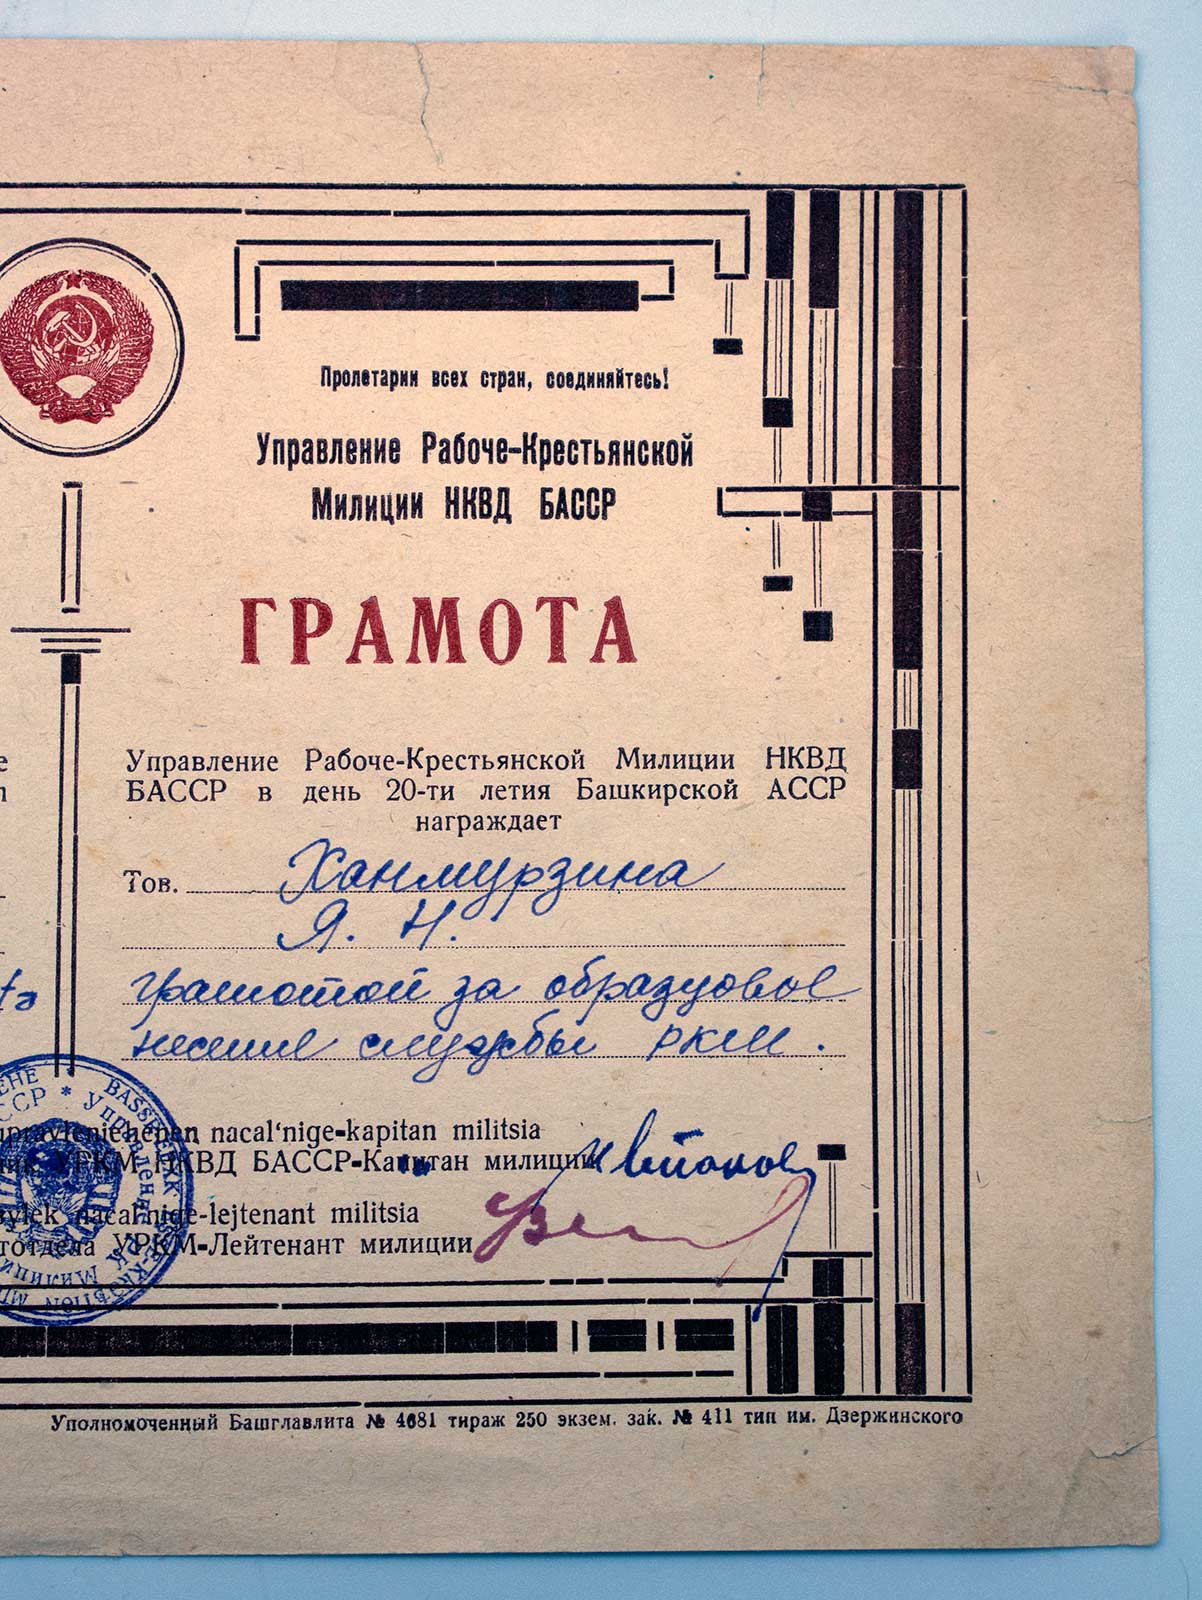 Пролетарии всех стран, соединяйтесь!
Управление Рабоче-Крестьянской
Милиции НКВД БАССР
ГРАМОТА
Управление Рабоче-Крестьянской Милиции НКВД
БАССР в день 20-ти летия Башкирской АССР
награждает
Тов. Ханмурзина
Я. Н.
грамотой за образцовое
несение службы РКМ.
nacal'nige-kapitan militsia
УРКМ НКВД БАССР-Капитан милиции
nacal'nige-lejtenant militsia
УРКМ-Лейтенант милиции
Уполномоченный Башглавлита № 4681 тираж 250 экзем. зак. № 411 тип им. Дзержинского